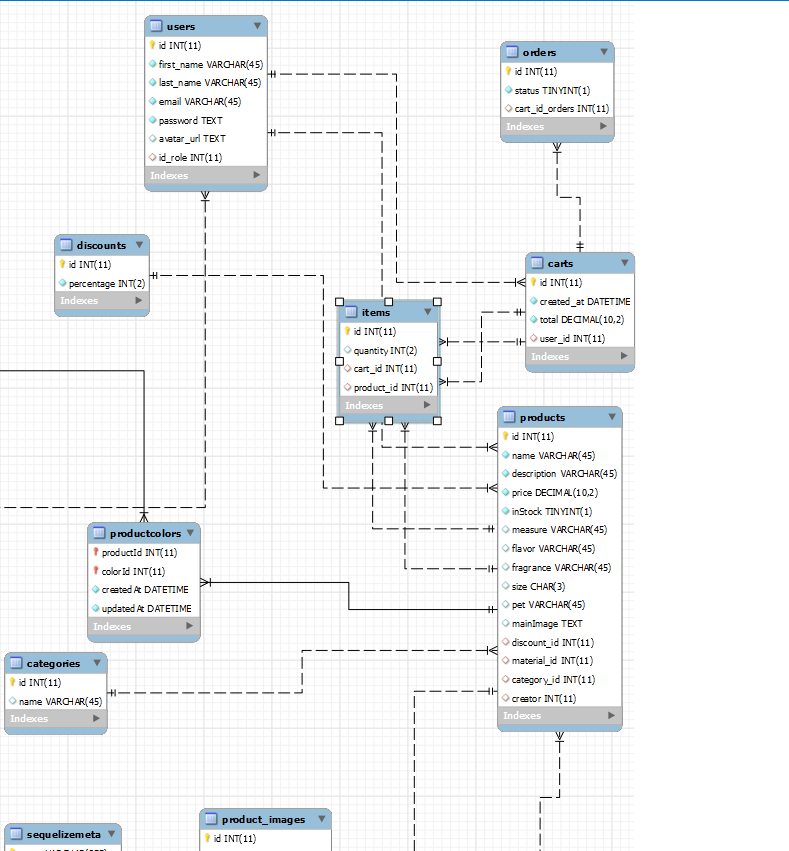 users
id INT(11)
first_name VARCHAR(45)
last_name VARCHAR(45)
email VARCHAR(45)
password TEXT
avatar_url TEXT
id_role INT(11)
Indexes
orders
id INT(11)
status TINYINT(1)
cart_id_orders INT(11)
Indexes
discounts
id INT(11)
percentage INT(2)
Indexes
carts
id INT(11)
created_at DATETIME
total DECIMAL(10,2)
user_id INT(11)
Indexes
items
id INT(11)
quantity INT(2)
cart_id INT(11)
product_id INT(11)
Indexes
products
id INT(11)
name VARCHAR(45)
description VARCHAR(45)
price DECIMAL(10,2)
inStock TINYINT(1)
measure VARCHAR(45)
flavor VARCHAR(45)
fragrance VARCHAR(45)
size CHAR(3)
pet VARCHAR(45)
mainImage TEXT
discount_id INT(11)
material_id INT(11)
category_id INT(11)
creator INT(11)
Indexes
productcolors
productId INT(11)
colorId INT(11)
createdAt DATETIME
updatedAt DATETIME
Indexes
categories
id INT(11)
name VARCHAR(45)
Indexes
sequelizemeta
product_images
id INT(11)